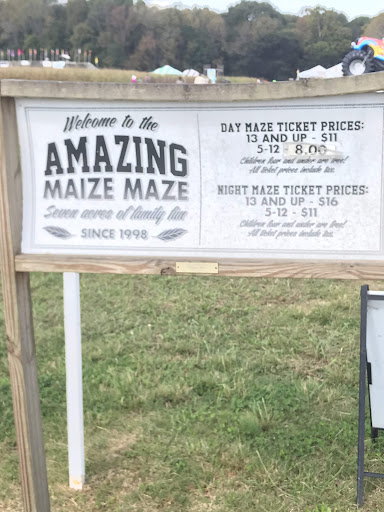 Welcome to the
AMAZING
MAIZE MAZE
Seven acres of family fun
SINCE 1998
DAY MAZE TICKET PRICES:
13 AND UP - $11
5-12 8.00
Children four and under are free!
All ticket prices include tax.
NIGHT MAZE TICKET PRICES:
13 AND UP - $16
5-12 - $11
Children four and under are free!
All ticket prices include tax.